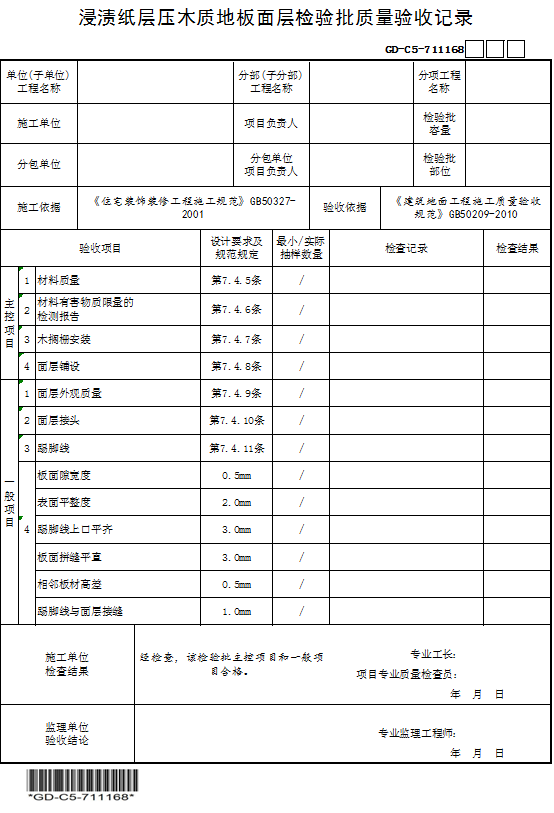 浸渍纸层压木质地板面层检验批质量验收记录
GD-C5-711168
单位(子单位)
工程名称
分部(子分部)
工程名称
分项工程
名称
施工单位
项目负责人
检验批
容量
分包单位
分包单位
项目负责人
检验批
部位
施工依据
《住宅装饰装修工程施工规范》GB50327-
2001
验收依据
《建筑地面工程施工质量验收
规范》GB50209-2010
验收项目
设计要求及
规范规定
最小/实际
抽样数量
检查记录
检查结果
主控项目
1 材料质量 第7.4.5条 /
2 材料有害物质限量的
检测报告 第7.4.6条 /
3 木搁栅安装 第7.4.7条 /
4 面层铺设 第7.4.8条 /
一般项目
1 面层外观质量 第7.4.9条 /
2 面层接头 第7.4.10条 /
3 踢脚线 第7.4.11条 /
4
板面隙宽度 0.5mm /
表面平整度 2.0mm /
踢脚线上口平齐 3.0mm /
板面拼缝平直 3.0mm /
相邻板材高差 0.5mm /
踢脚线与面层接缝 1.0mm /
施工单位
检查结果
经检查，该检验批主控项目和一般项
目合格。
专业工长：
项目专业质量检查员：
年 月 日
监理单位
验收结论
专业监理工程师：
年 月 日
*GD-C5-711168*